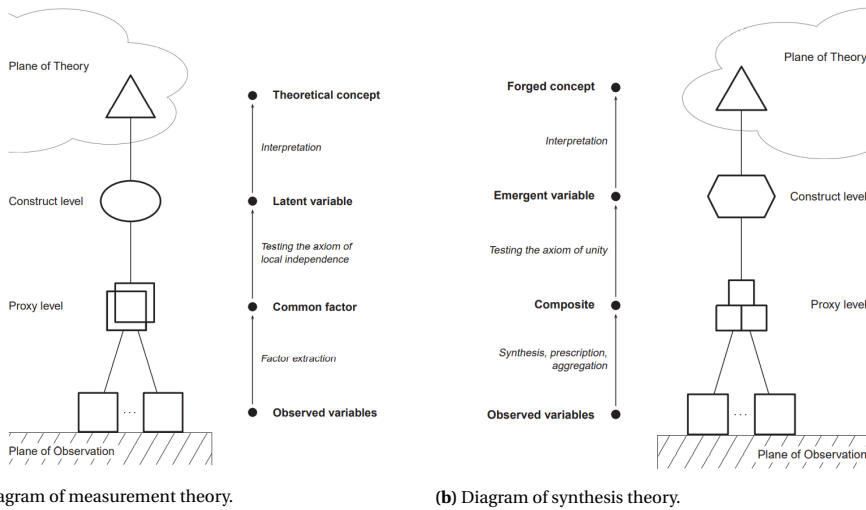 Plane of Theory
Theoretical concept
Interpretation
Construct level
Latent variable
Testing the axiom of
local independence
Proxy level
Common factor
Factor extraction
...
Observed variables
Plane of Observation
agram of measurement theory.
Plane of Theory
Forged concept
Interpretation
Emergent variable
Construct level
Testing the axiom of unity
Composite
Proxy level
Synthesis, prescription,
aggregation
Observed variables
...
Plane of Observation
(b) Diagram of synthesis theory.